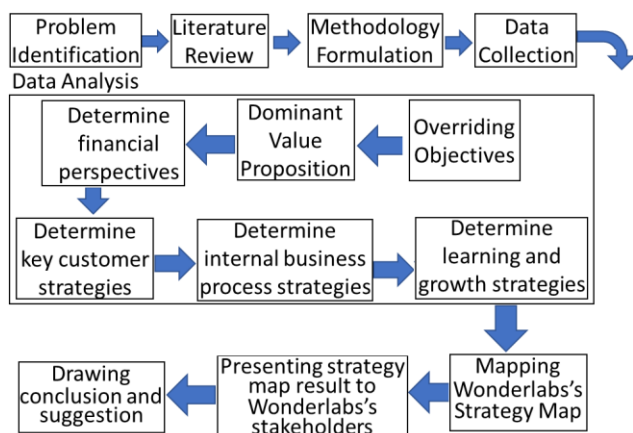 Problem
Identification
Literature
Review
Methodology
Formulation
Data
Collection
Data Analysis
Overriding
Objectives
Dominant
Value
Proposition
Determine
financial
perspectives
Determine
key customer
strategies
Determine
internal business
process strategies
Determine
learning and
growth strategies
Mapping
Wonderlabs's
Strategy Map
Presenting strategy
map result to
Wonderlabs's
stakeholders
Drawing
conclusion and
suggestion